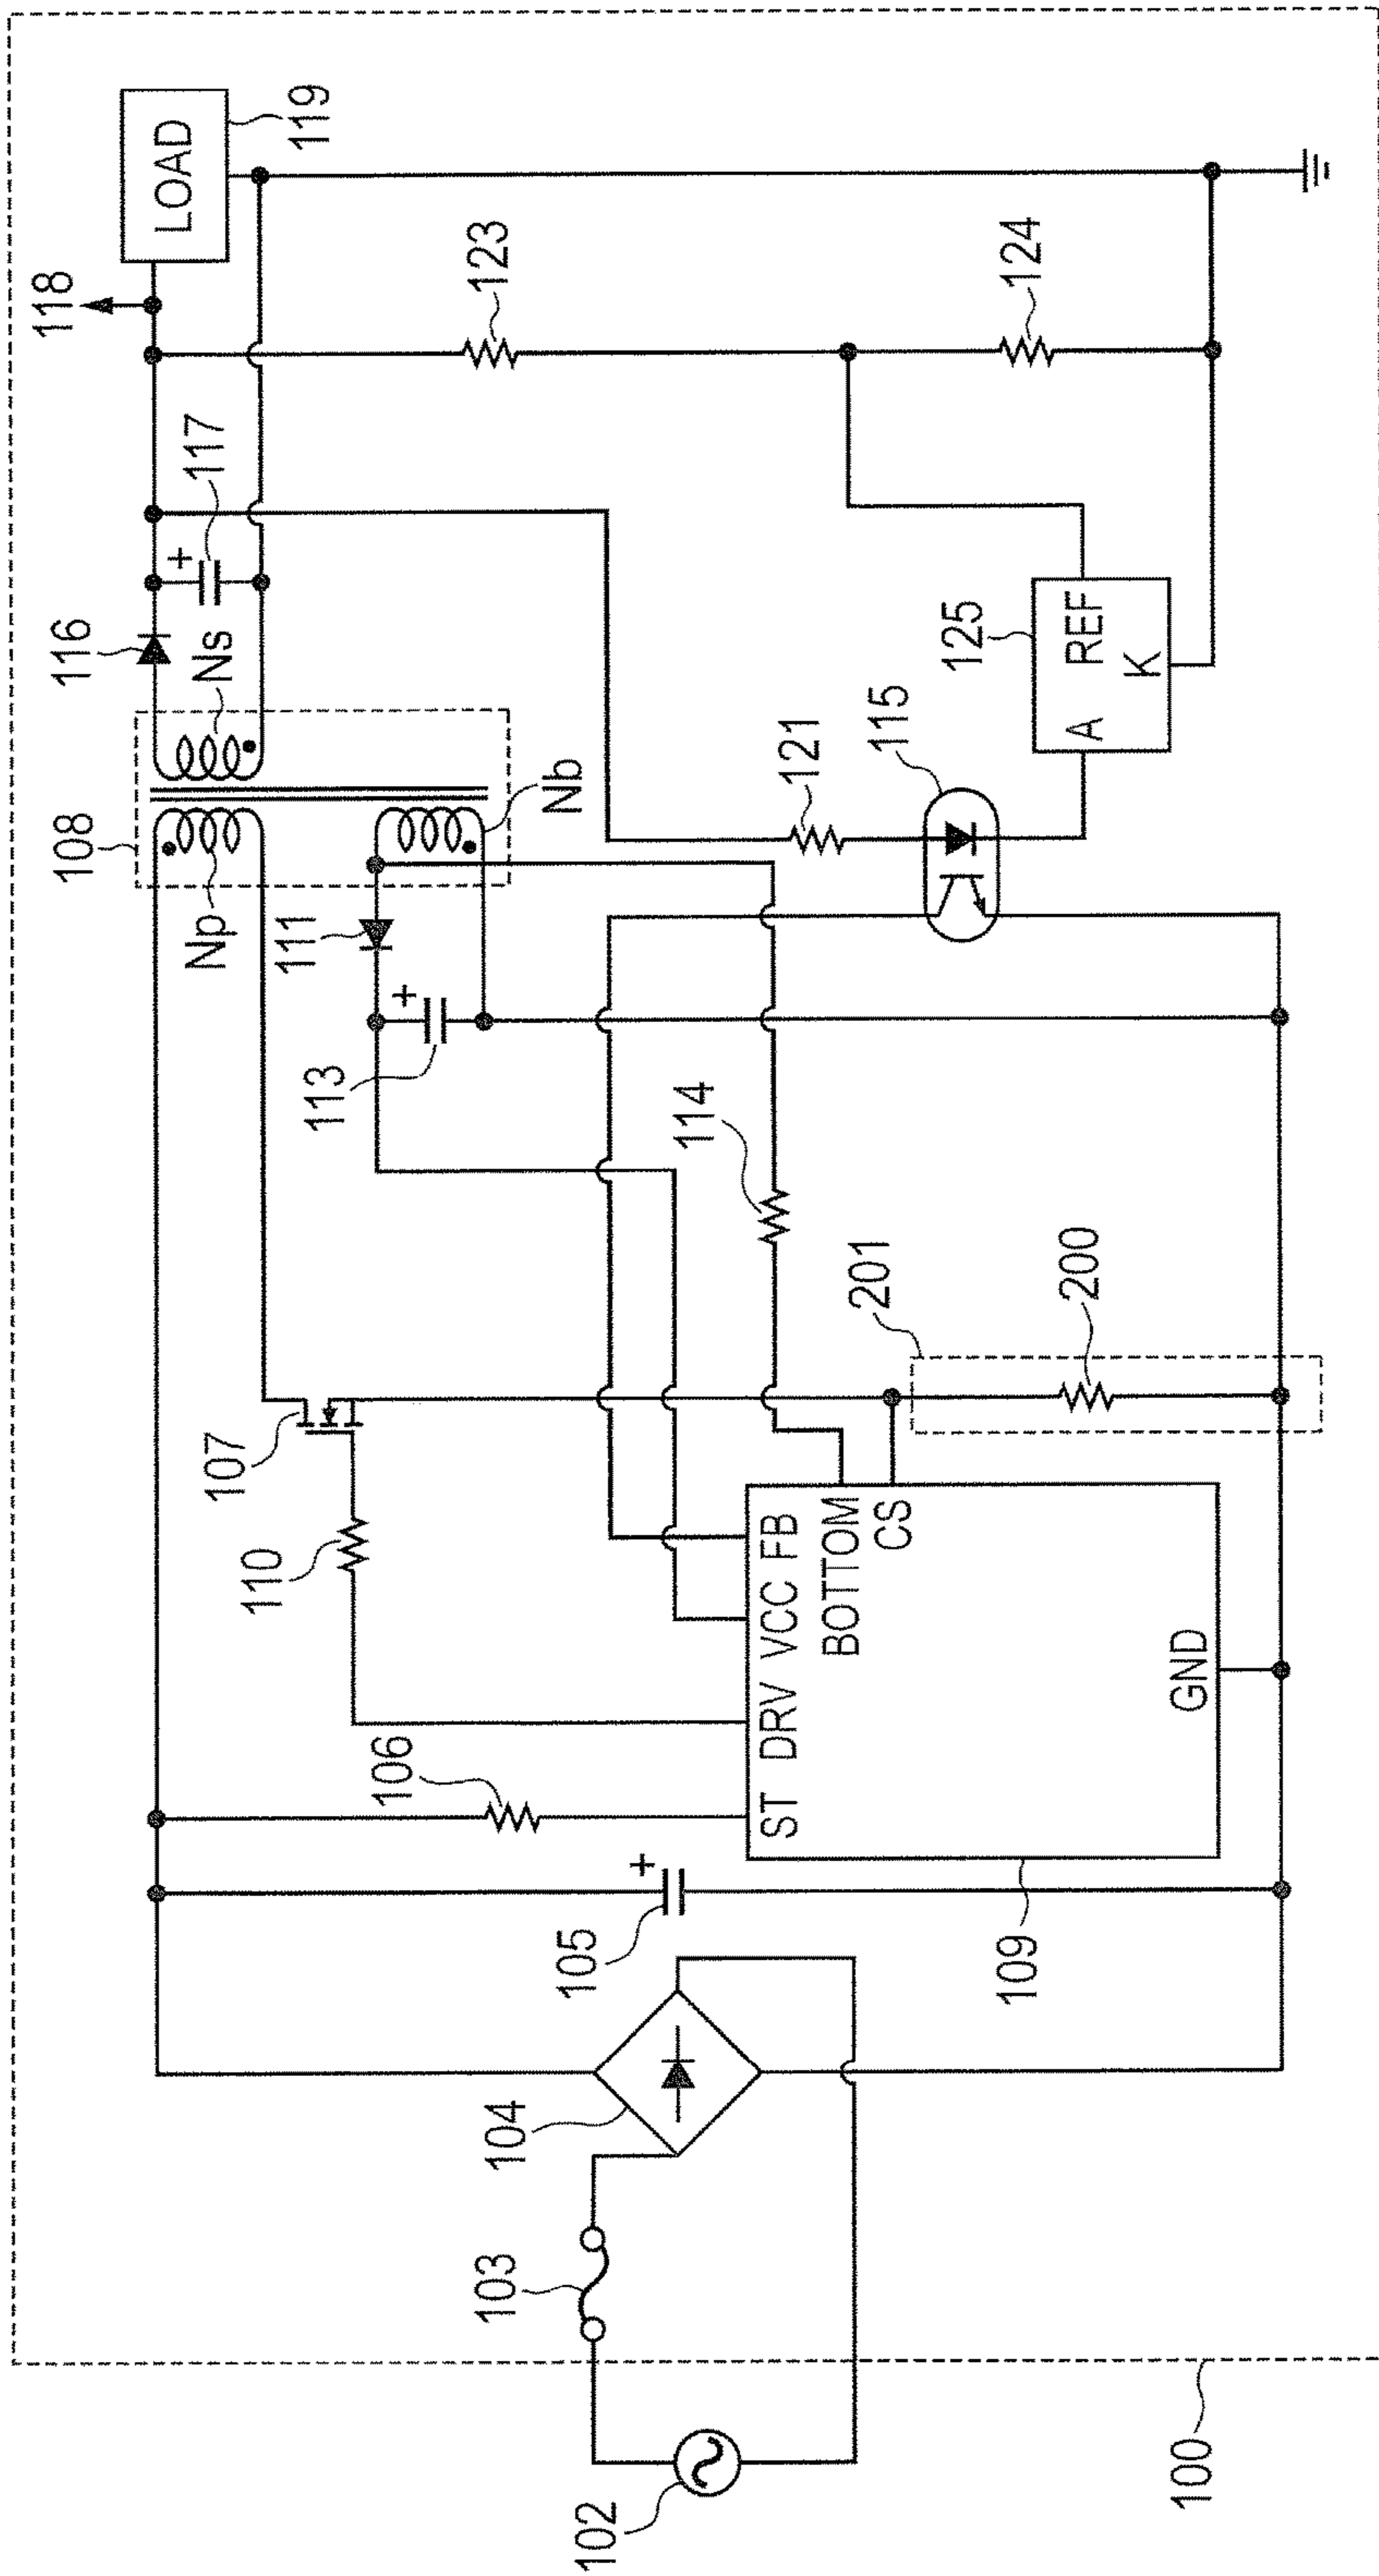 118
LOAD
119
116
117
Ns
123
124
108
Np
111
Nb
113
121
115
125
REF
A
K
114
107
110
201
200
106
ST DRV VCC FB
BOTTOM
CS
GND
109
105
104
103
102
100
+
+
+